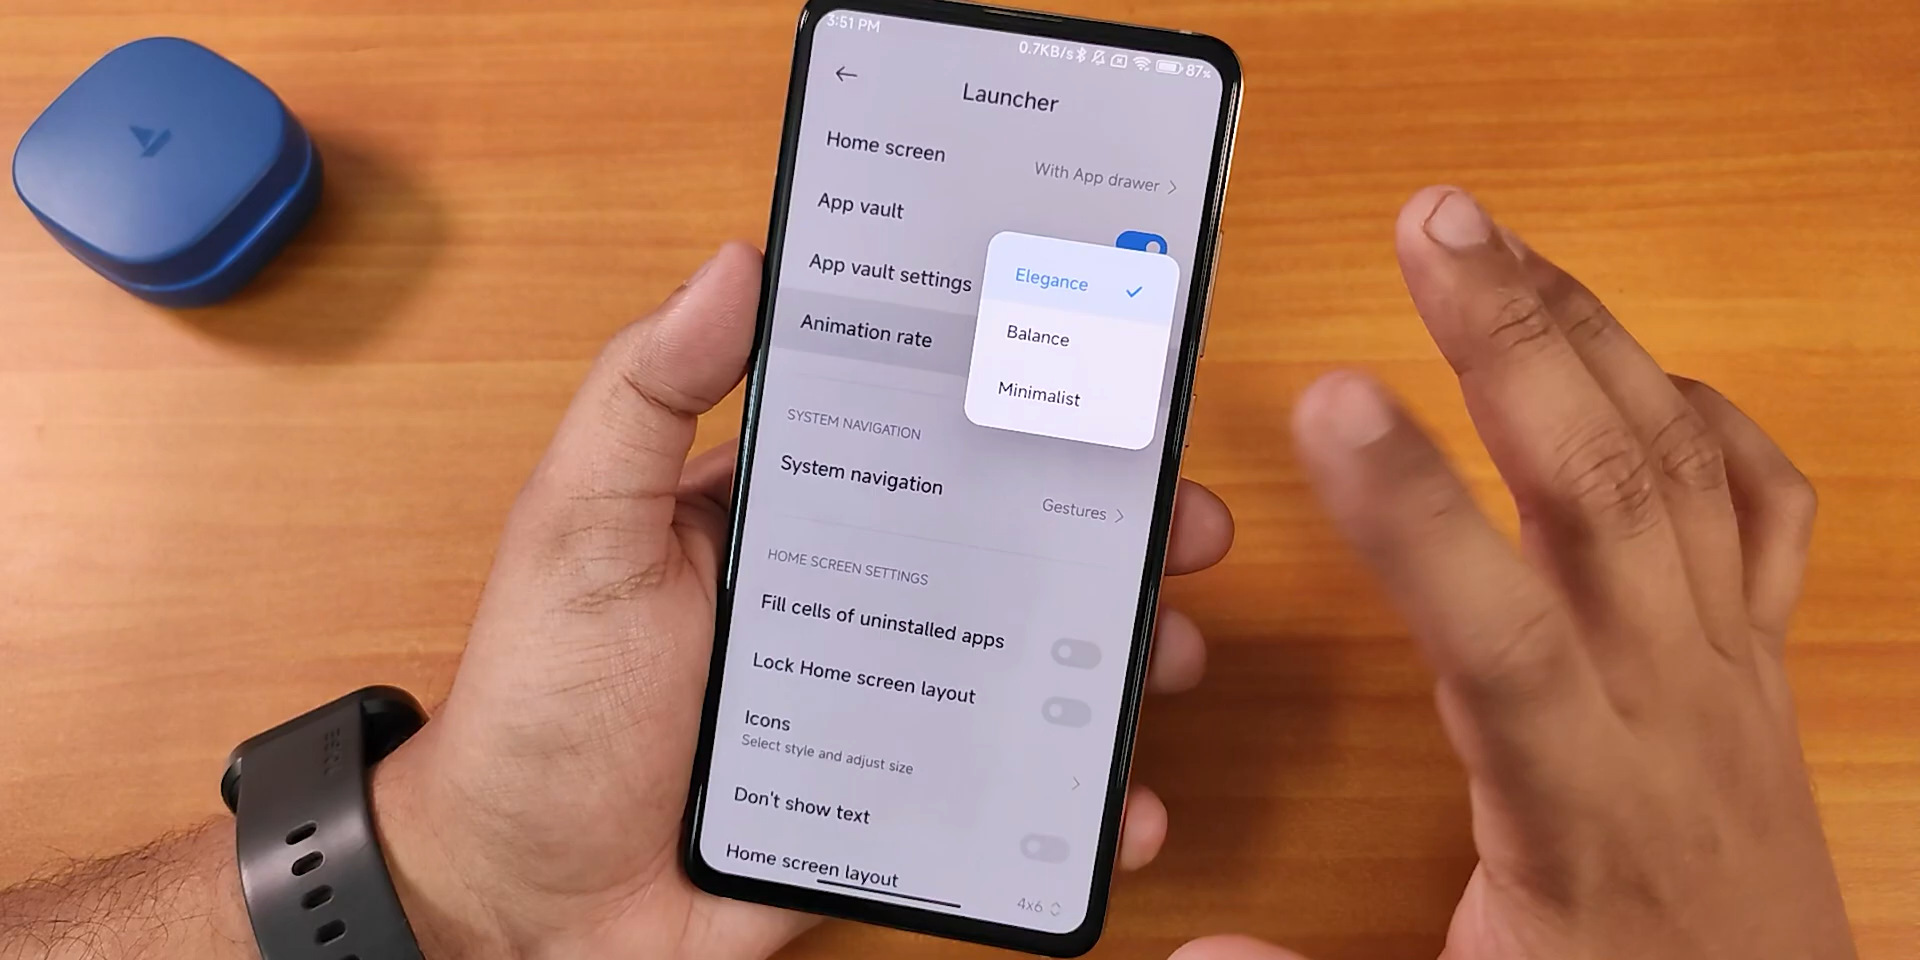 3:51 PM
0.7KB/s 87%
Launcher
Home screen
With App drawer
App vault
App vault settings
Elegance
Balance
Minimalist
Animation rate
SYSTEM NAVIGATION
System navigation
Gestures
HOME SCREEN SETTINGS
Fill cells of uninstalled apps
Lock Home screen layout
Icons
Select style and adjust size
Don't show text
Home screen layout
4x6